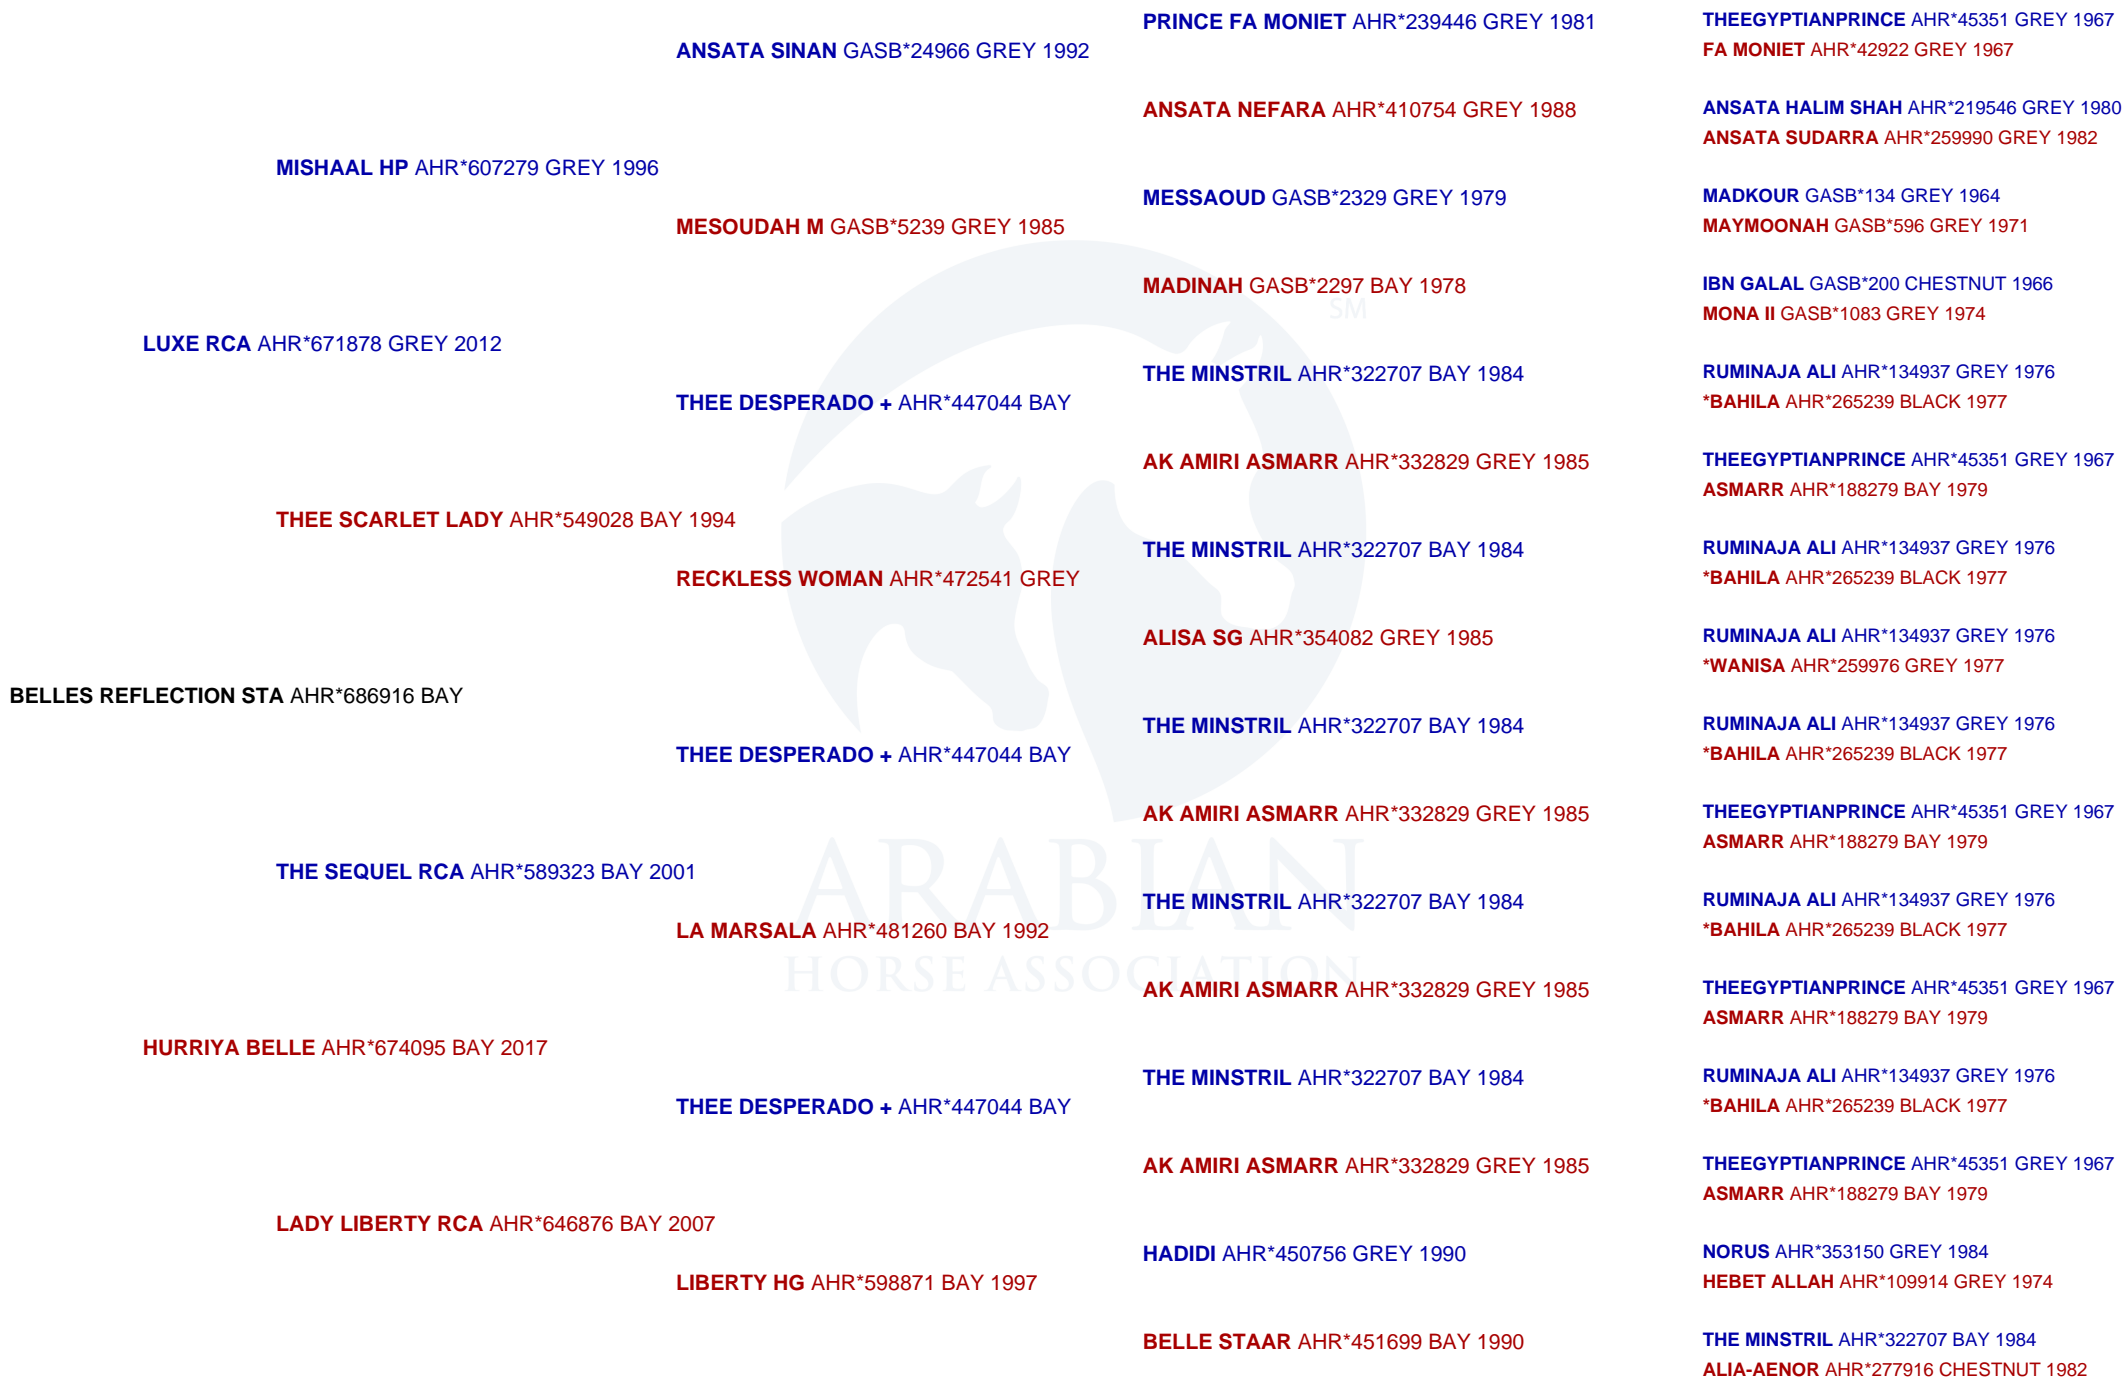 PRINCE FA MONIET AHR*239446 GREY 1981
THEEGYPTIANPRINCE AHR*45351 GREY 1967
ANSATA SINAN GASB*24966 GREY 1992
FA MONIET AHR*42922 GREY 1967
ANSATA NEFARA AHR*410754 GREY 1988
ANSATA HALIM SHAH AHR*219546 GREY 1980
ANSATA SUDARRA AHR*259990 GREY 1982
MISHAAL HP AHR*607279 GREY 1996
MESSAOUD GASB*2329 GREY 1979
MADKOUR GASB*134 GREY 1964
MESOUDAH M GASB*5239 GREY 1985
MAYMOONAH GASB*596 GREY 1971
MADINAH GASB*2297 BAY 1978
IBN GALAL GASB*200 CHESTNUT 1966
SM
MONA II GASB*1083 GREY 1974
LUXE RCA AHR*671878 GREY 2012
THE MINSTRIL AHR*322707 BAY 1984
RUMINAJA ALI AHR*134937 GREY 1976
THEE DESPERADO + AHR*447044 BAY
*BAHILA AHR*265239 BLACK 1977
AK AMIRI ASMARR AHR*332829 GREY 1985
THEEGYPTIANPRINCE AHR*45351 GREY 1967
ASMARR AHR*188279 BAY 1979
THEE SCARLET LADY AHR*549028 BAY 1994
THE MINSTRIL AHR*322707 BAY 1984
RUMINAJA ALI AHR*134937 GREY 1976
RECKLESS WOMAN AHR*472541 GREY
*BAHILA AHR*265239 BLACK 1977
ALISA SG AHR*354082 GREY 1985
RUMINAJA ALI AHR*134937 GREY 1976
*WANISA AHR*259976 GREY 1977
BELLES REFLECTION STA AHR*686916 BAY
THE MINSTRIL AHR*322707 BAY 1984
RUMINAJA ALI AHR*134937 GREY 1976
THEE DESPERADO + AHR*447044 BAY
*BAHILA AHR*265239 BLACK 1977
AK AMIRI ASMARR AHR*332829 GREY 1985
THEEGYPTIANPRINCE AHR*45351 GREY 1967
ASMARR AHR*188279 BAY 1979
THE SEQUEL RCA AHR*589323 BAY 2001
ARABIAN
THE MINSTRIL AHR*322707 BAY 1984
RUMINAJA ALI AHR*134937 GREY 1976
LA MARSALA AHR*481260 BAY 1992
*BAHILA AHR*265239 BLACK 1977
HORSE ASSOCIATION
AK AMIRI ASMARR AHR*332829 GREY 1985
THEEGYPTIANPRINCE AHR*45351 GREY 1967
ASMARR AHR*188279 BAY 1979
HURRIYA BELLE AHR*674095 BAY 2017
THE MINSTRIL AHR*322707 BAY 1984
RUMINAJA ALI AHR*134937 GREY 1976
THEE DESPERADO + AHR*447044 BAY
*BAHILA AHR*265239 BLACK 1977
AK AMIRI ASMARR AHR*332829 GREY 1985
THEEGYPTIANPRINCE AHR*45351 GREY 1967
ASMARR AHR*188279 BAY 1979
LADY LIBERTY RCA AHR*646876 BAY 2007
HADIDI AHR*450756 GREY 1990
NORUS AHR*353150 GREY 1984
LIBERTY HG AHR*598871 BAY 1997
HEBET ALLAH AHR*109914 GREY 1974
BELLE STAAR AHR*451699 BAY 1990
THE MINSTRIL AHR*322707 BAY 1984
ALIA-AENOR AHR*277916 CHESTNUT 1982